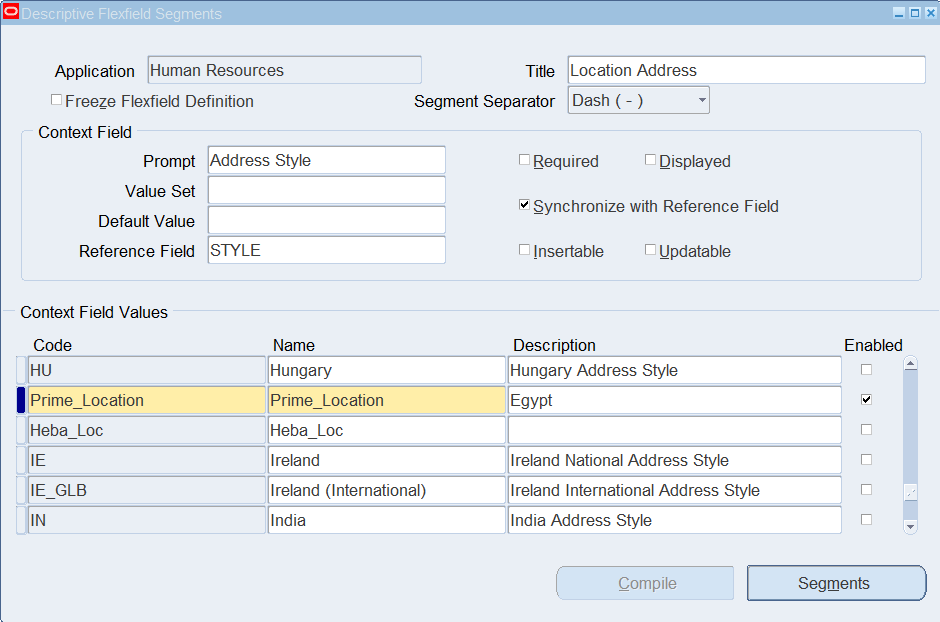 Descriptive Flexfield Segments
Application Human Resources Title Location Address
Freeze Flexfield Definition Segment Separator Dash ( - )
Context Field
Prompt Address Style Required Displayed
Value Set
Synchronize with Reference Field
Default Value
Reference Field STYLE Insertable Updatable
Context Field Values
Code Name Description Enabled
HU Hungary Hungary Address Style
Prime_Location Prime_Location Egypt
Heba_Loc Heba_Loc
IE Ireland Ireland National Address Style
IE_GLB Ireland (International) Ireland International Address Style
IN India India Address Style
Compile Segments